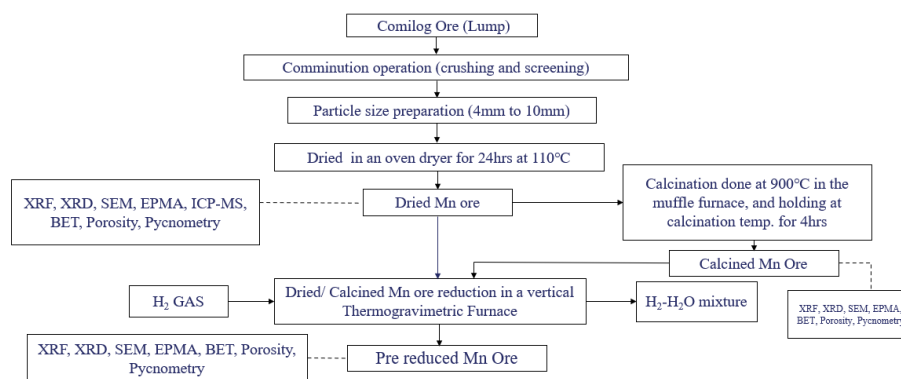 Comilog Ore (Lump)
Comminution operation (crushing and screening)
Particle size preparation (4mm to 10mm)
Dried in an oven dryer for 24hrs at 110℃
XRF, XRD, SEM, EPMA, ICP-MS,
BET, Porosity, Pycnometry
Dried Mn ore
Calcination done at 900℃ in the
muffle furnace, and holding at
calcination temp. for 4hrs
Calcined Mn Ore
H₂ GAS
Dried/ Calcined Mn ore reduction in a vertical
Thermogravimetric Furnace
H₂-H₂O mixture
XRF, XRD, SEM, EPMA,
BET, Porosity, Pycnometry
XRF, XRD, SEM, EPMA, BET, Porosity,
Pycnometry
Pre reduced Mn Ore